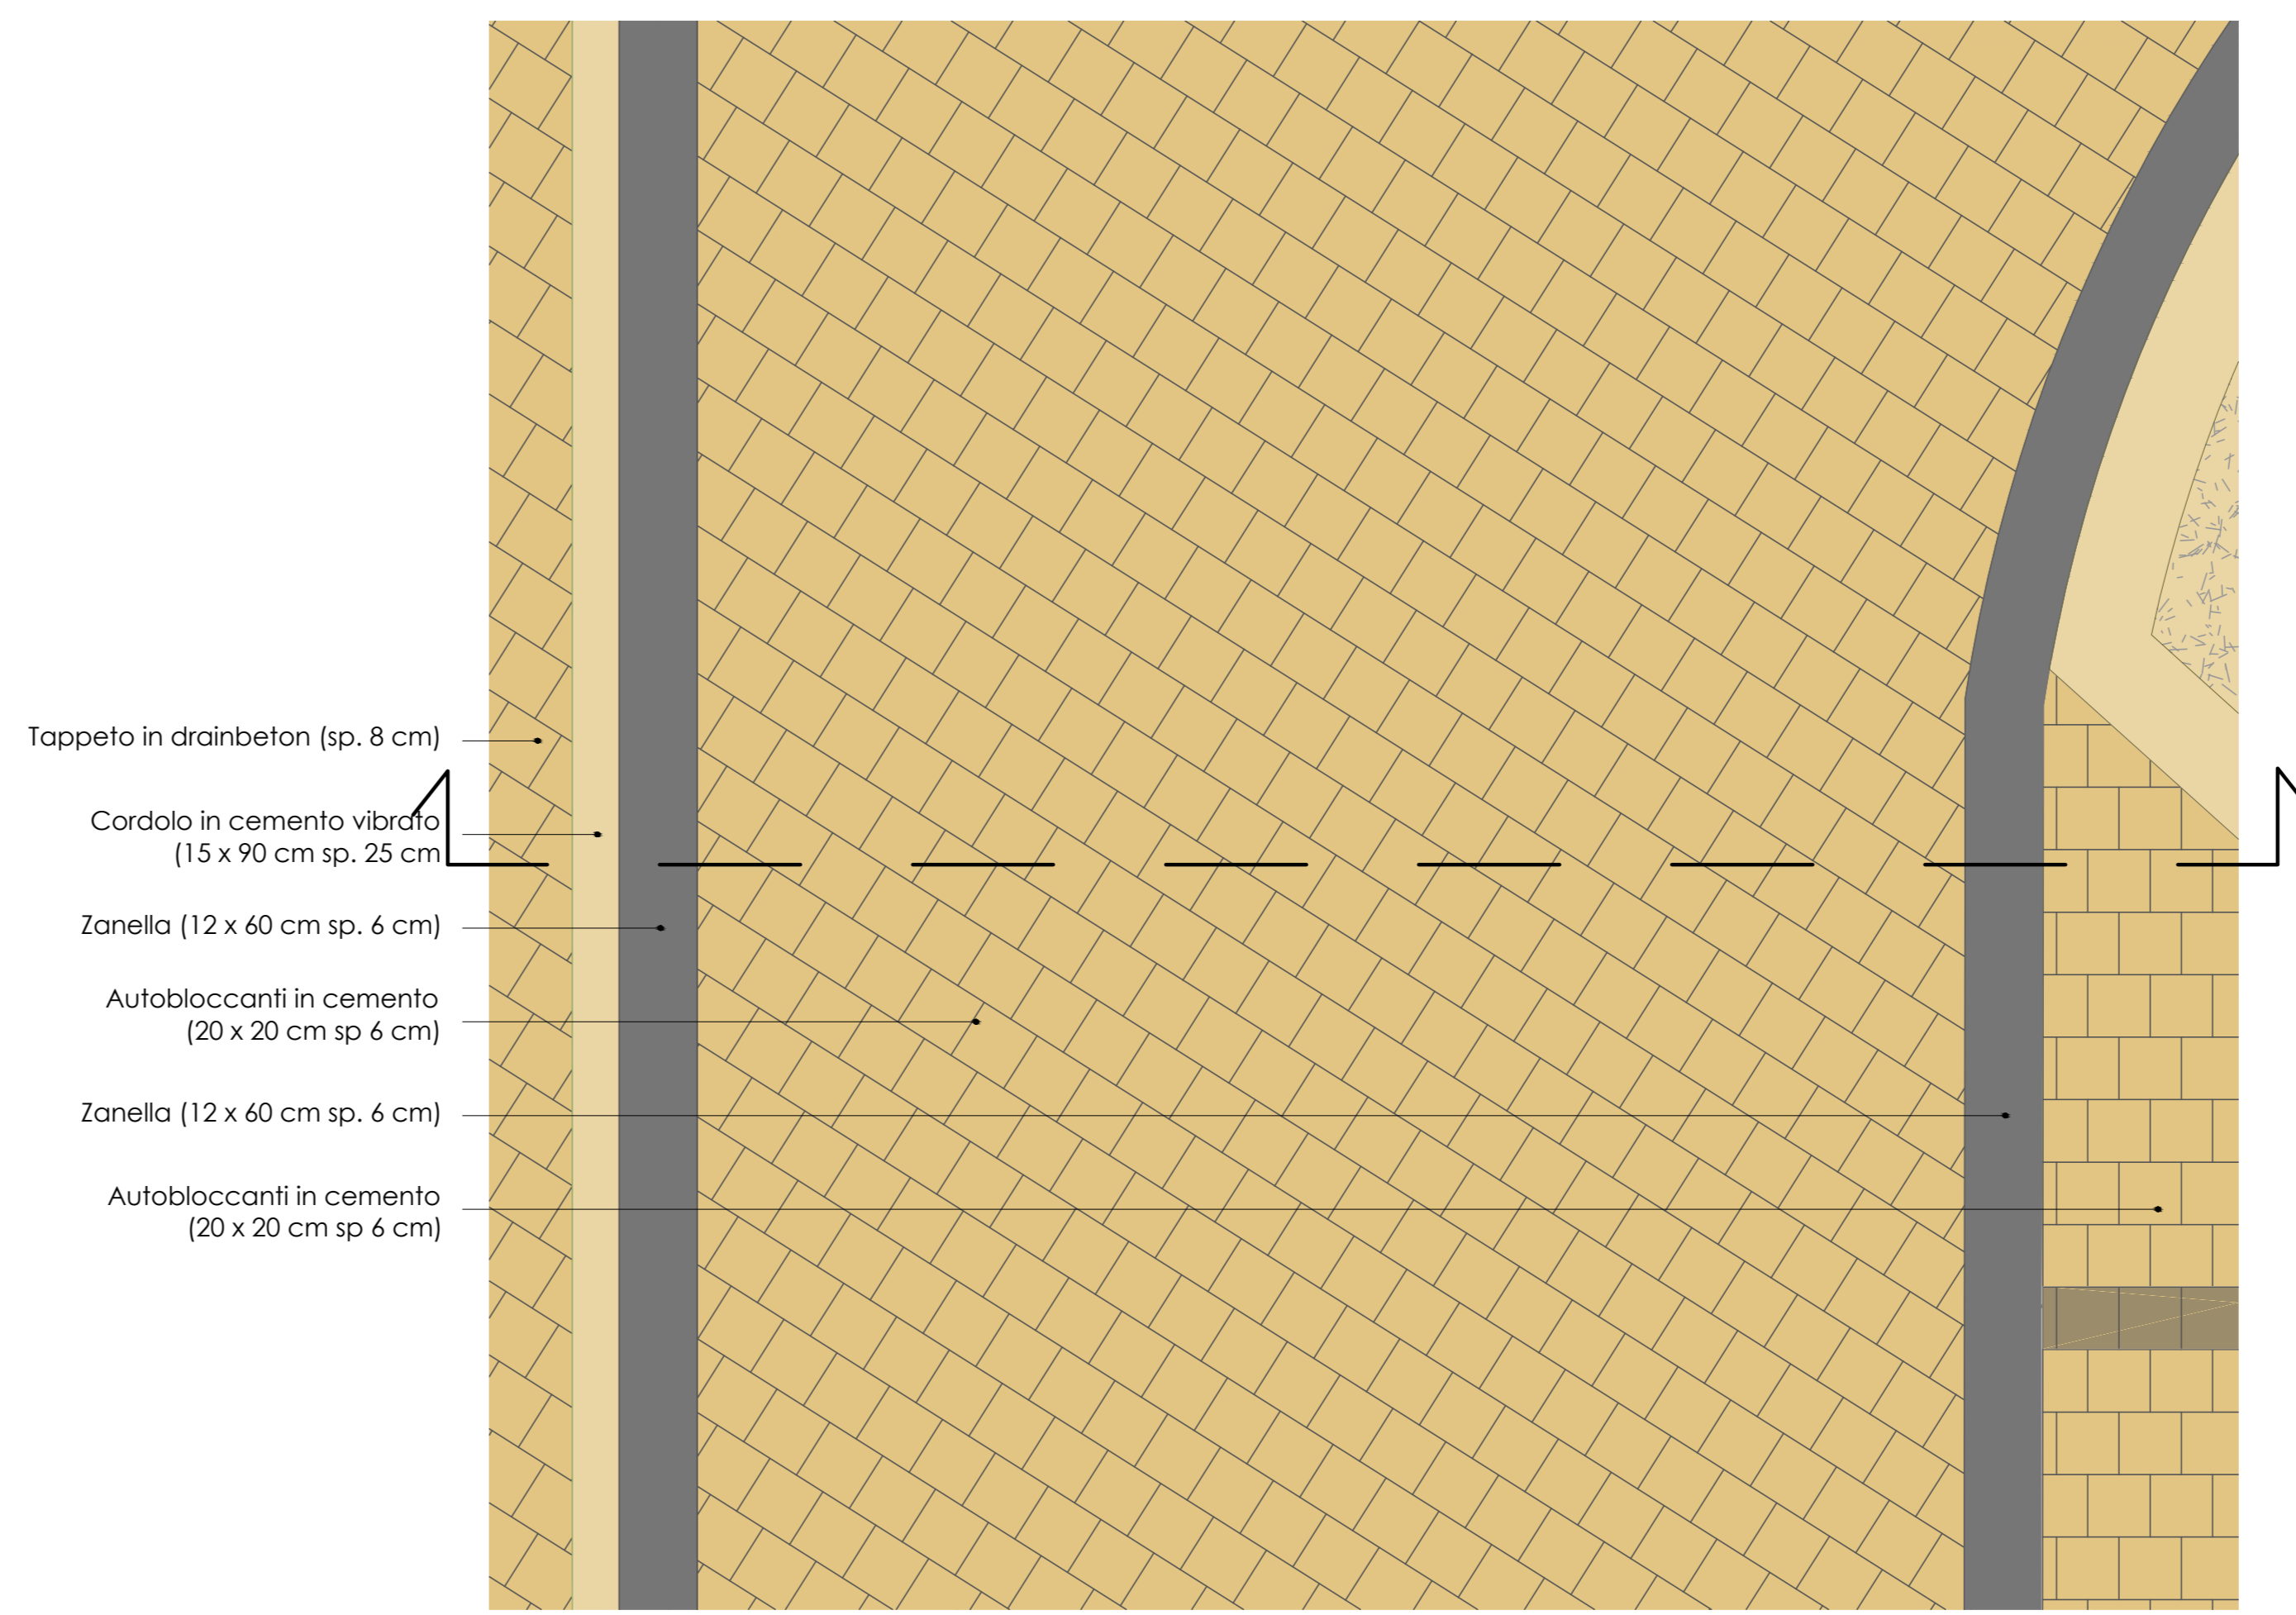 Tappeto in drainbeton (sp. 8 cm)
Cordolo in cemento vibrato
(15 x 90 cm sp. 25 cm
Zanella (12 x 60 cm sp. 6 cm)
Autobloccanti in cemento
(20 x 20 cm sp 6 cm)
Zanella (12 x 60 cm sp. 6 cm)
Autobloccanti in cemento
(20 x 20 cm sp 6 cm)